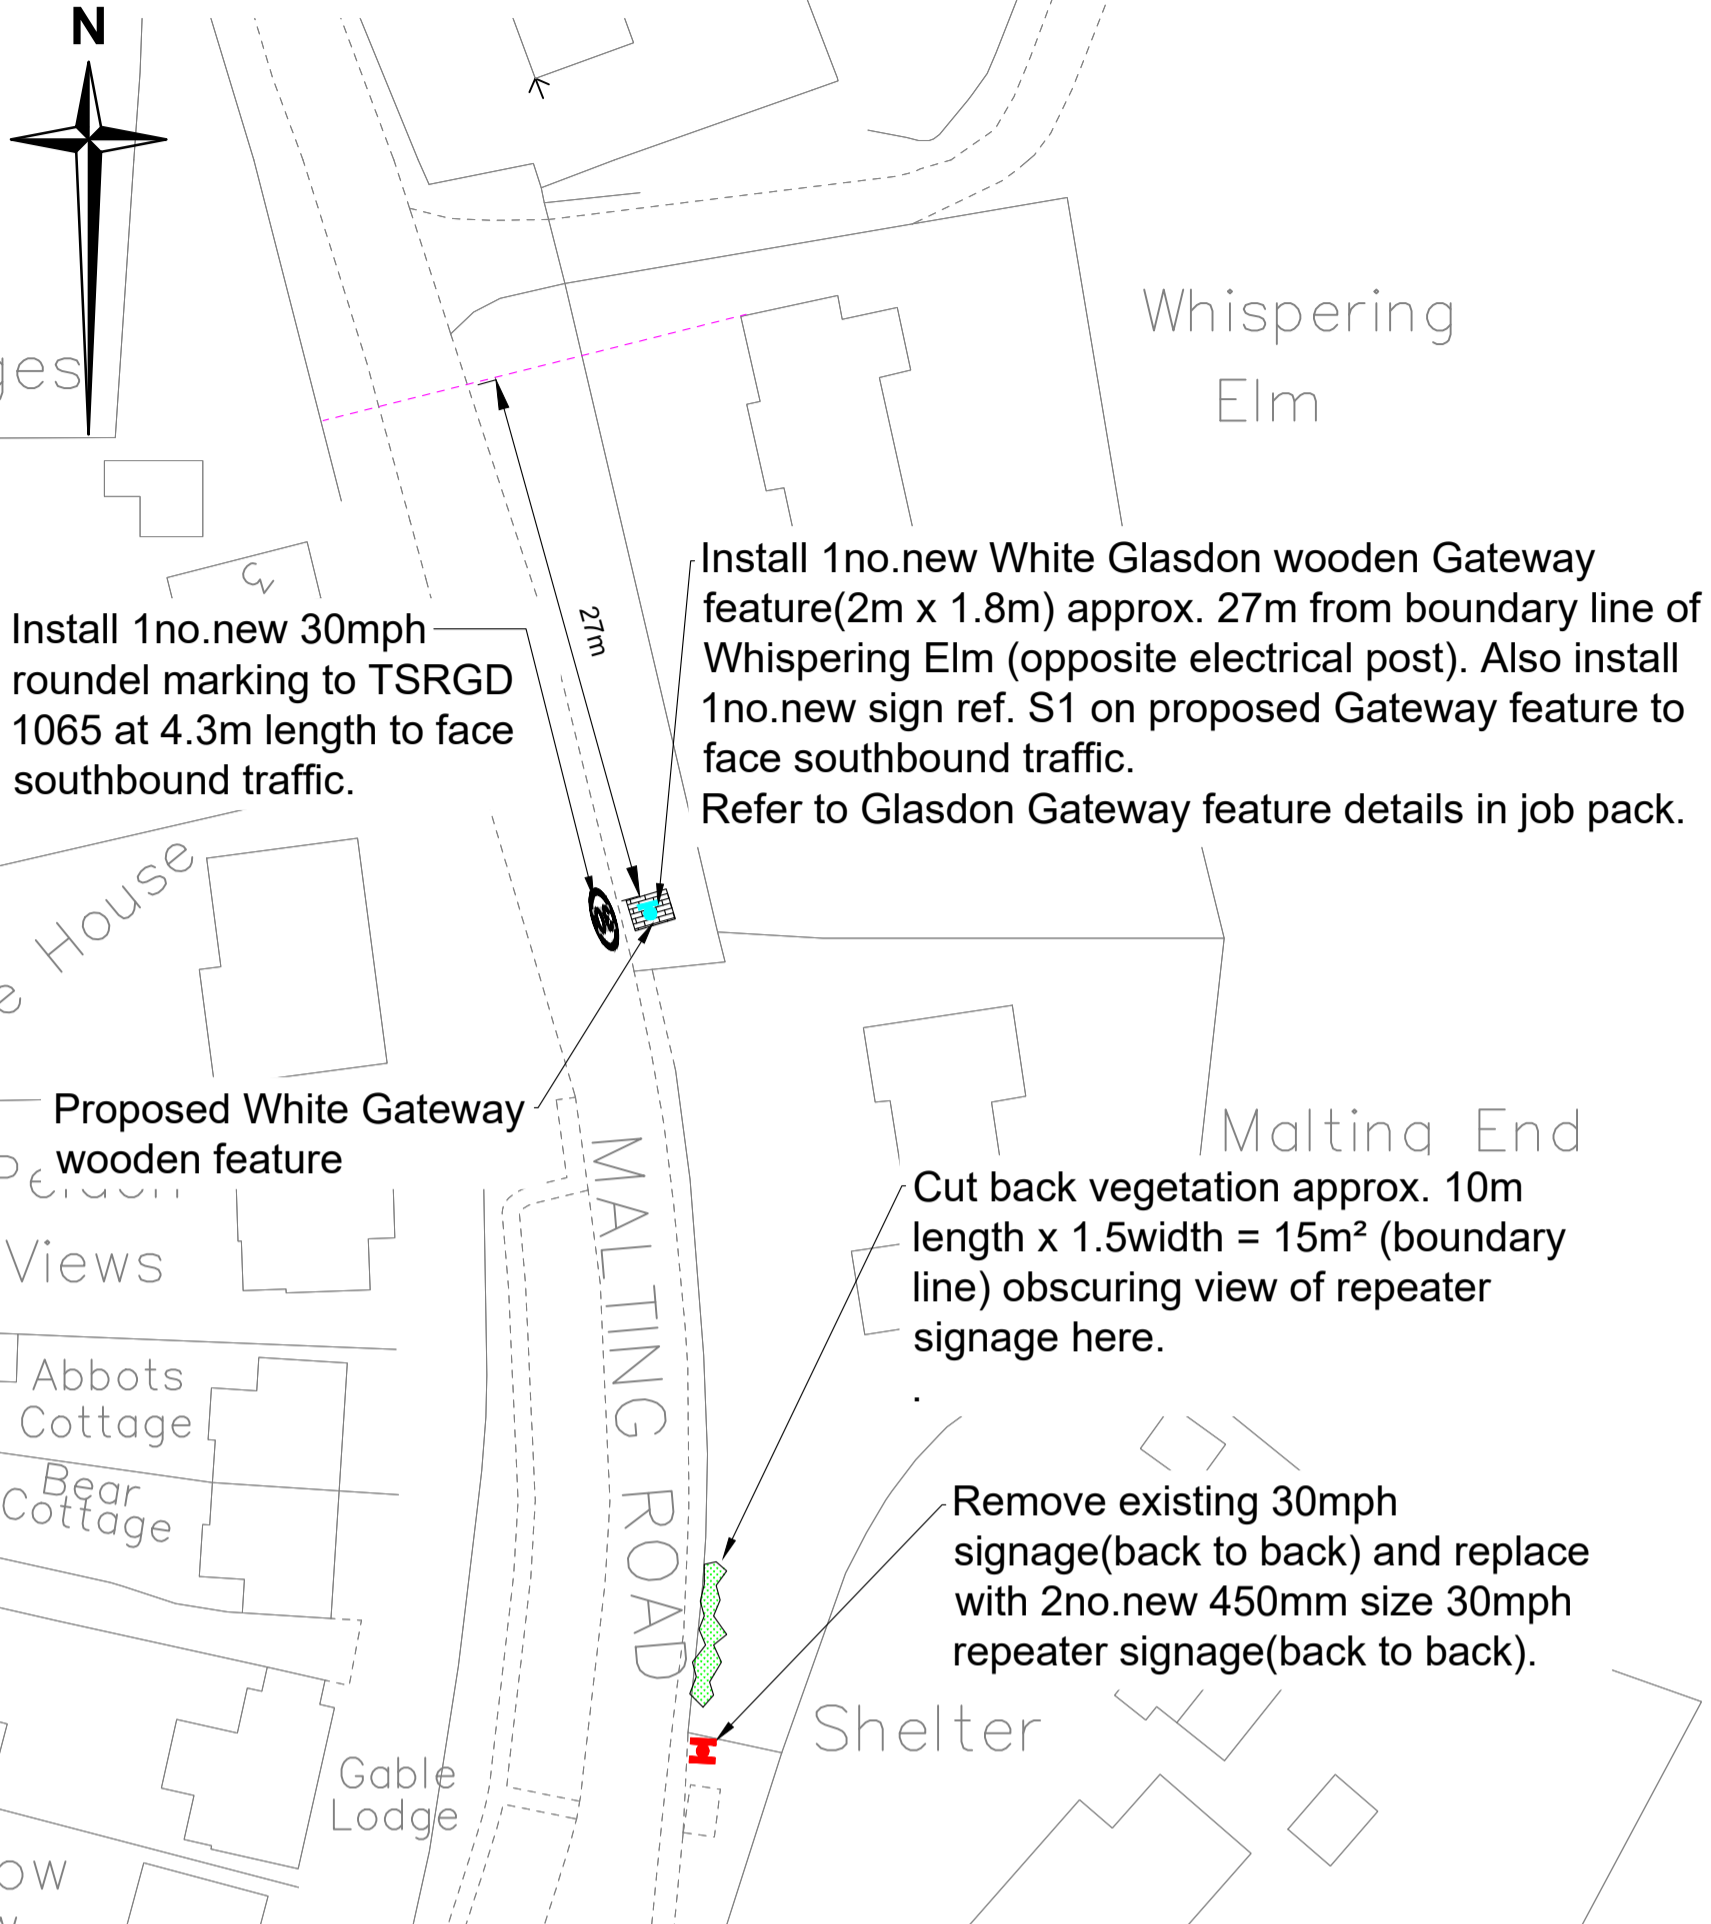 N
Whispering
Elm
ges
27m
Install 1no.new White Glasdon wooden Gateway
feature(2m x 1.8m) approx. 27m from boundary line of
Whispering Elm (opposite electrical post). Also install
1no.new sign ref. S1 on proposed Gateway feature to
face southbound traffic.
Refer to Glasdon Gateway feature details in job pack.
Install 1no.new 30mph
roundel marking to TSRGD
1065 at 4.3m length to face
southbound traffic.
House
30
Proposed White Gateway
wooden feature
Views
MALTING ROAD
Malting End
Cut back vegetation approx. 10m
length x 1.5width = 15m² (boundary
line) obscuring view of repeater
signage here.
.
Abbots
Cottage
Bear
Cottage
Remove existing 30mph
signage(back to back) and replace
with 2no.new 450mm size 30mph
repeater signage(back to back).
Shelter
Gable
Lodge
ow